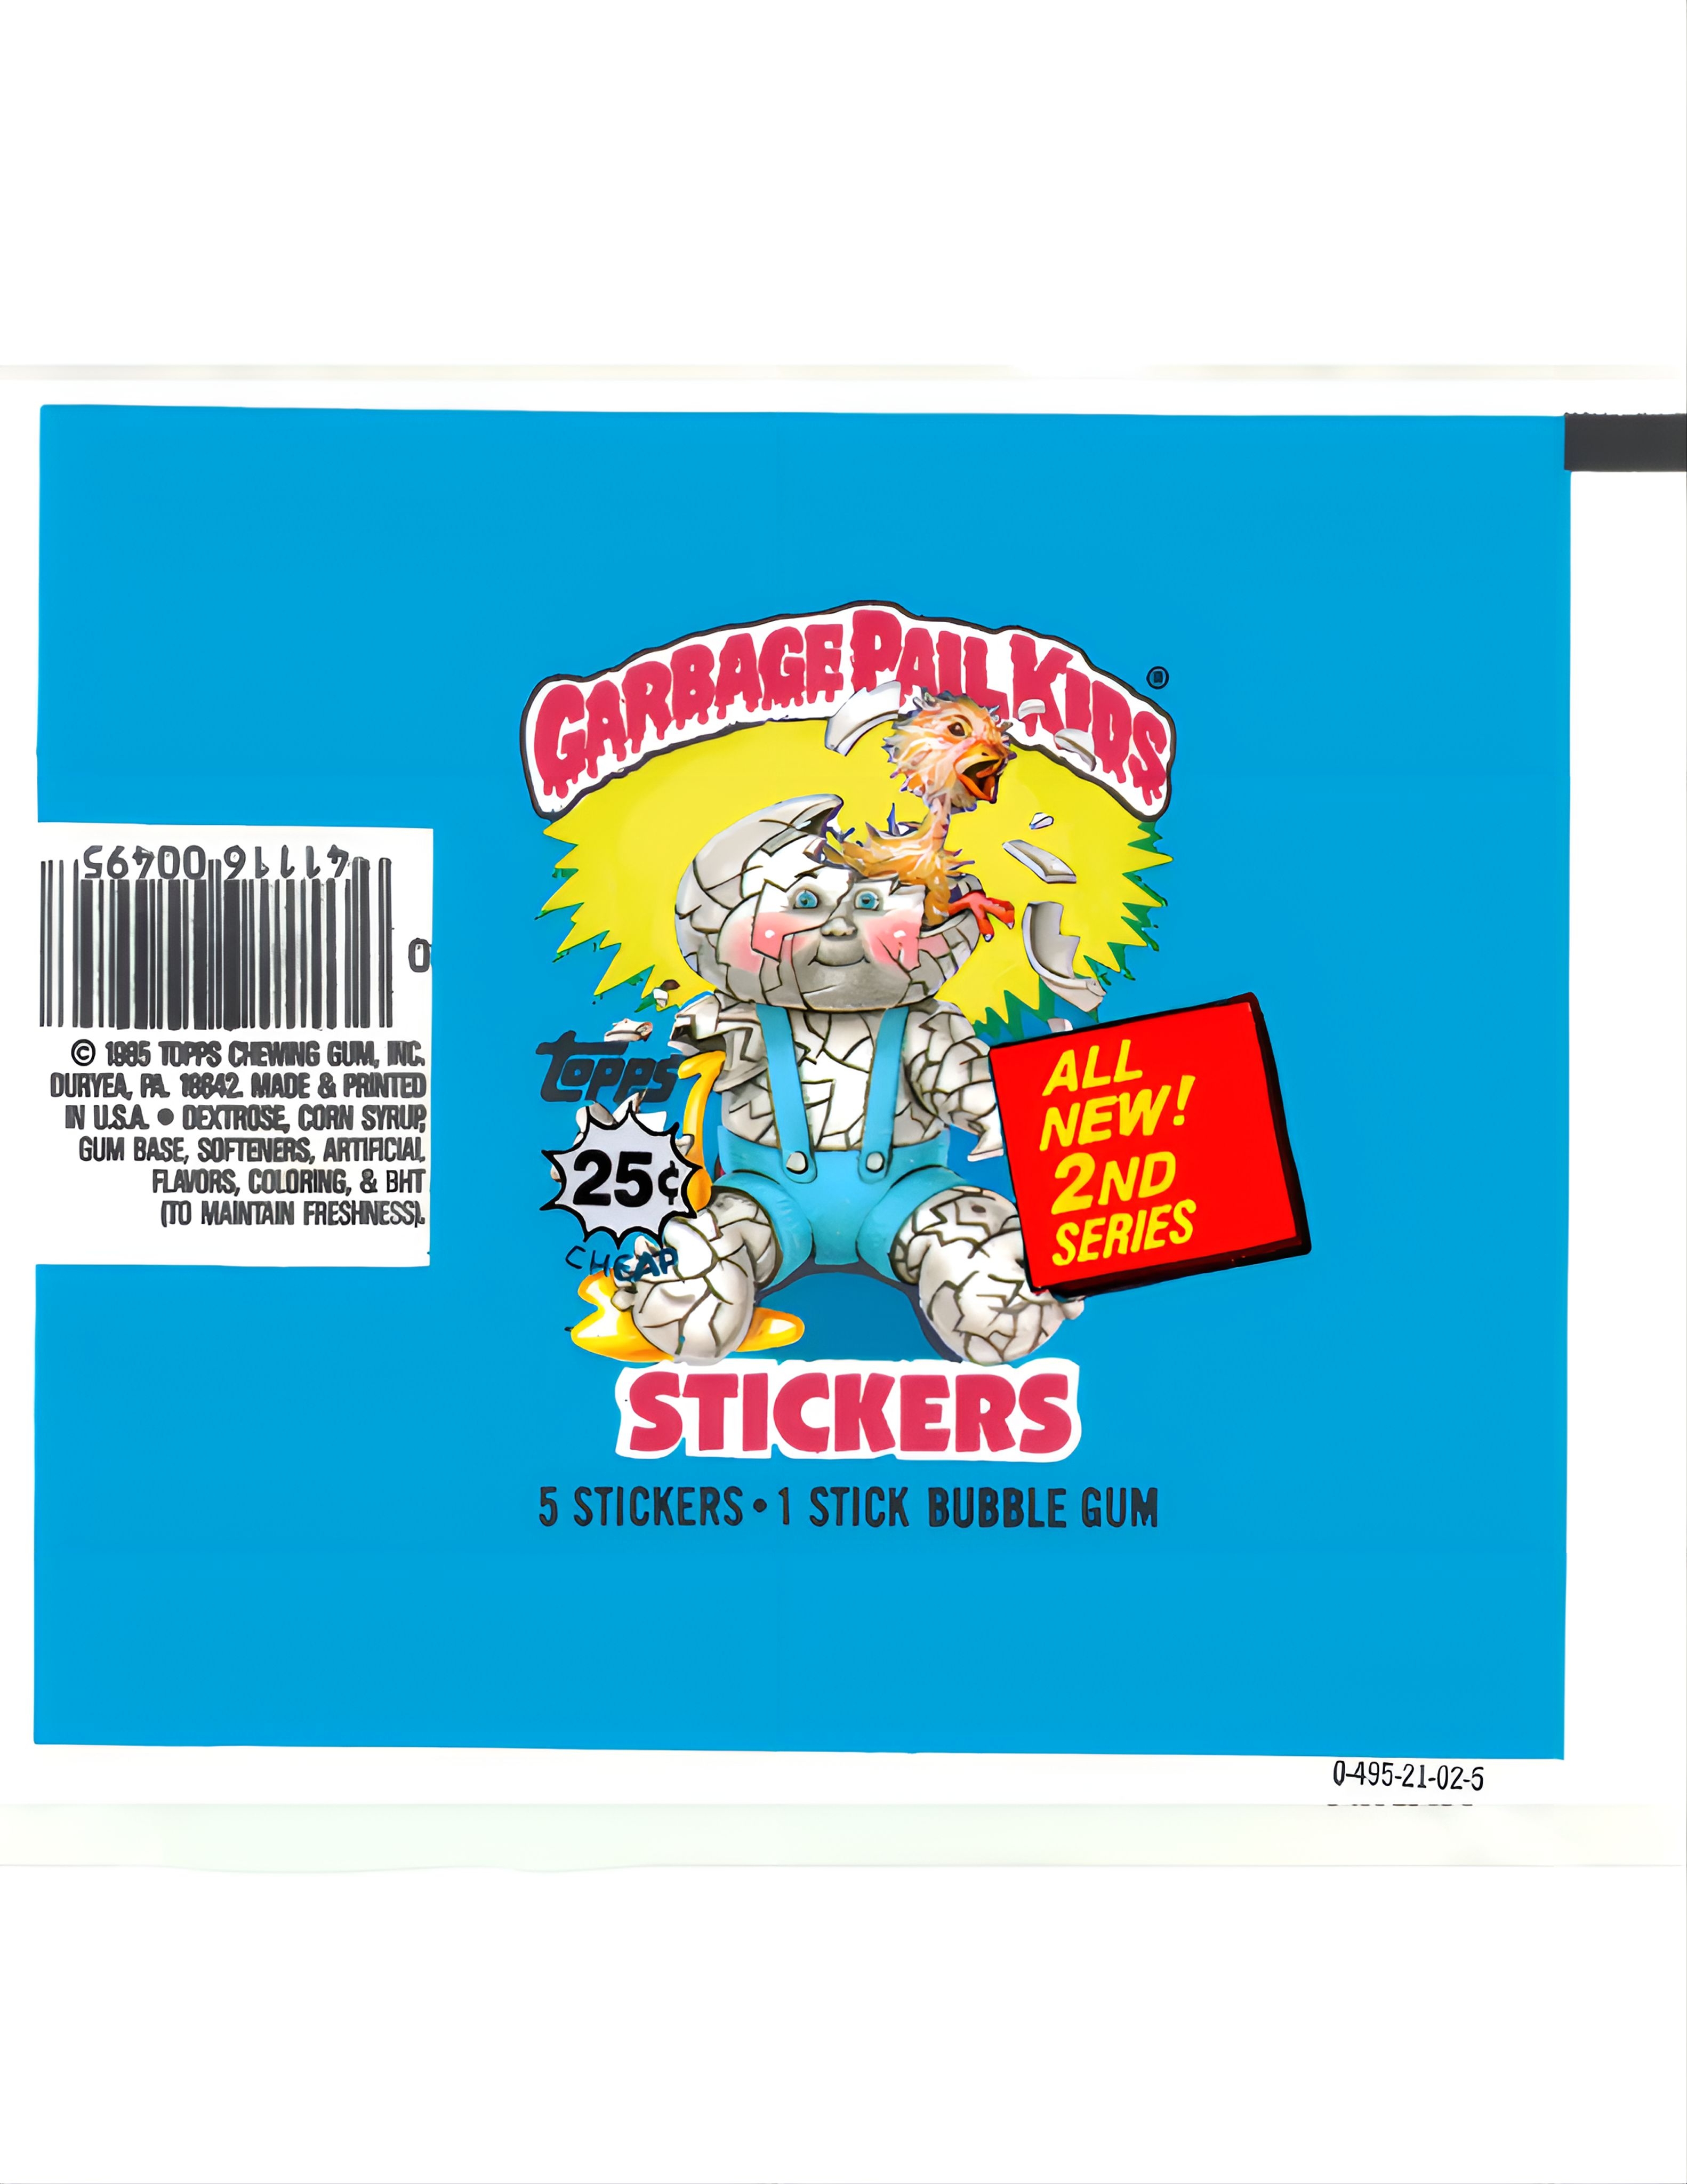 GARBAGE PAIL KIDS
®
411160 00495
0
© 1985 TOPPS CHEWING GUM, INC.
DURYEA, PA. 18642. MADE & PRINTED
IN U.S.A. • DEXTROSE, CORN SYRUP,
GUM BASE, SOFTENERS, ARTIFICIAL
FLAVORS, COLORING, & BHT
(TO MAINTAIN FRESHNESS).
topps
25¢
CHEAP
ALL
NEW!
2ND
SERIES
STICKERS
5 STICKERS • 1 STICK BUBBLE GUM
0-495-21-02-5